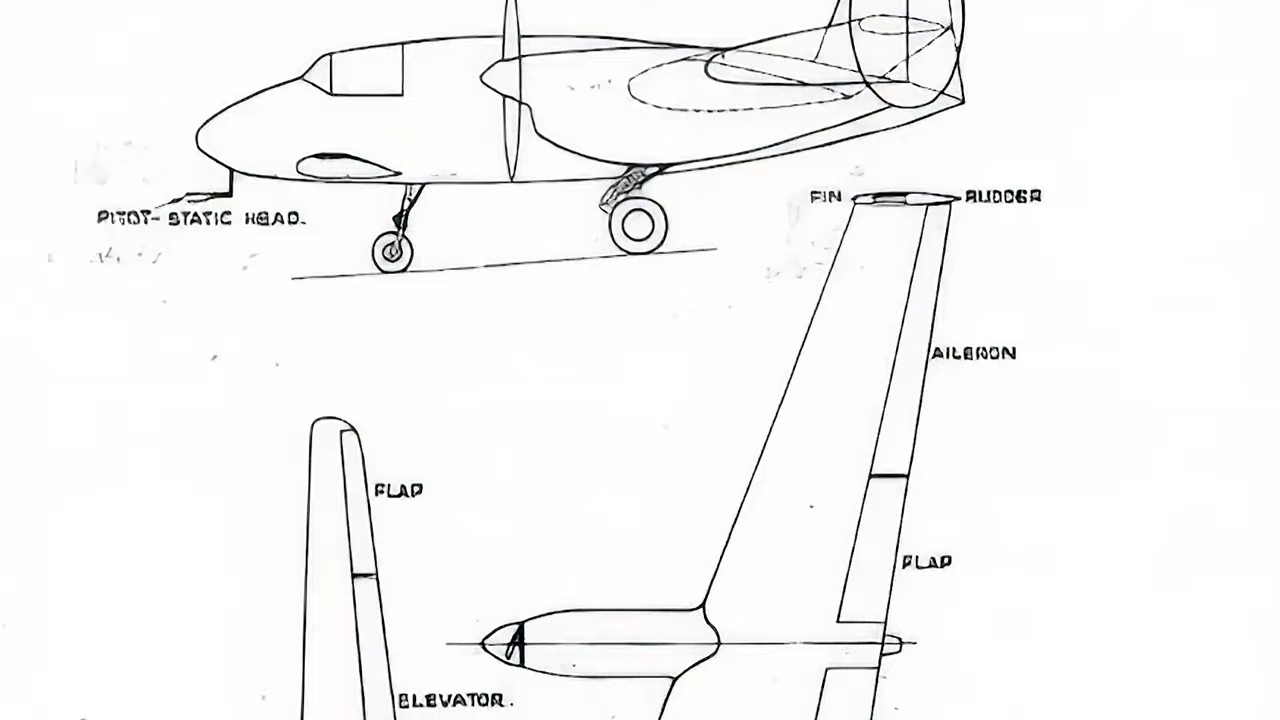 PITOT-STATIC HEAD.
FIN
RUDDER
AILERON
FLAP
FLAP
ELEVATOR.